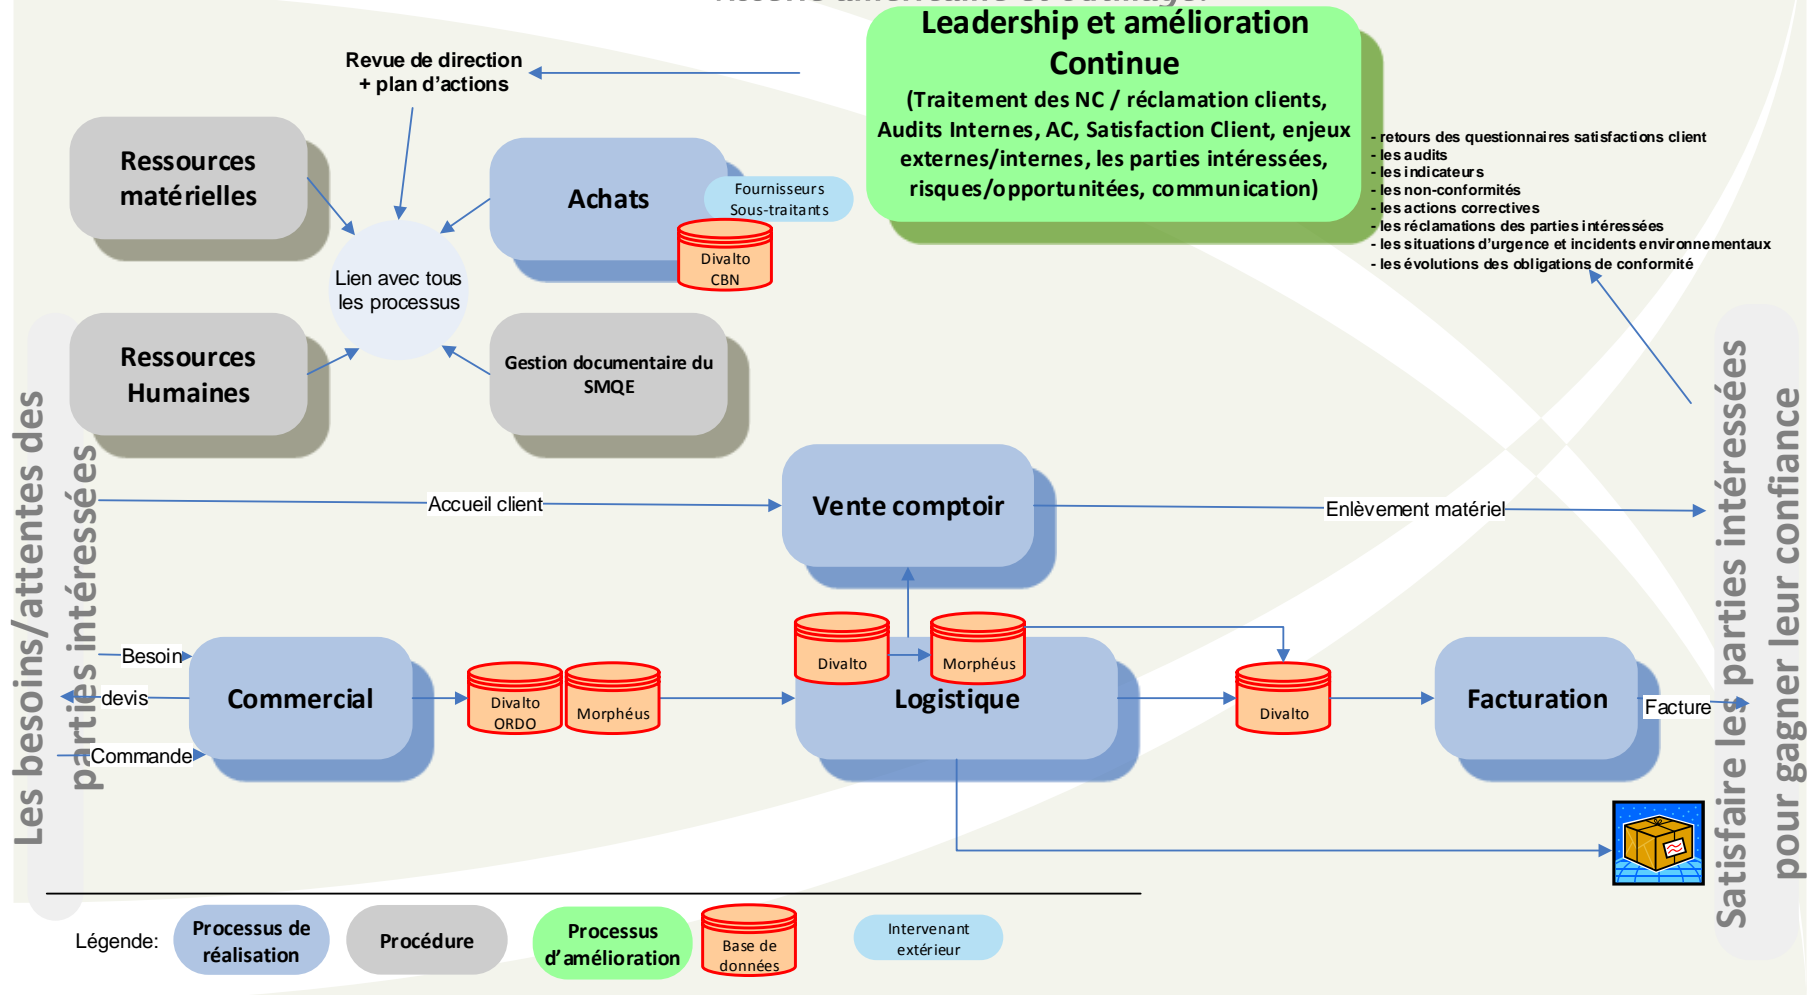 Leadership et amélioration
Continue
(Traitement des NC / réclamation clients,
Audits Internes, AC, Satisfaction Client, enjeux
externes/internes, les parties intéressées,
risques/opportunitées, communication)
Revue de direction
+ plan d'actions
- retours des questionnaires satisfactions client
- les audits
- les indicateurs
- les non-conformités
- les actions correctives
- les réclamations des parties intéressées
- les situations d'urgence et incidents environnementaux
- les évolutions des obligations de conformité
Ressources
matérielles
Achats
Fournisseurs
Sous-traitants
Divalto
CBN
Lien avec tous
les processus
Ressources
Humaines
Gestion documentaire du
SMQE
Les besoins/attentes des
parties intéressées
Satisfaire les parties intéressées
pour gagner leur confiance
Accueil client
Vente comptoir
Enlèvement matériel
Besoin
devis
Commande
Commercial
Divalto
ORDO
Morphéus
Divalto
Morphéus
Logistique
Divalto
Facturation
Facture
Légende:
Processus de
réalisation
Procédure
Processus
d'amélioration
Base de
données
Intervenant
extérieur